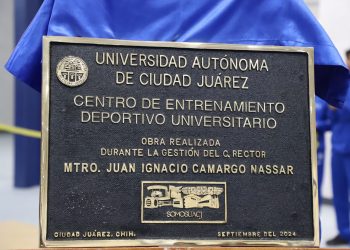 UNIVERSIDAD AUTÓNOMA
DE CIUDAD JUÁREZ
CENTRO DE ENTRENAMIENTO
DEPORTIVO UNIVERSITARIO
OBRA REALIZADA
DURANTE LA GESTIÓN DEL C. RECTOR
MTRO. JUAN IGNACIO CAMARGO NASSAR
SOMOSUACJ
CIUDAD JUÁREZ, CHIH.
SEPTIEMBRE DEL 2024